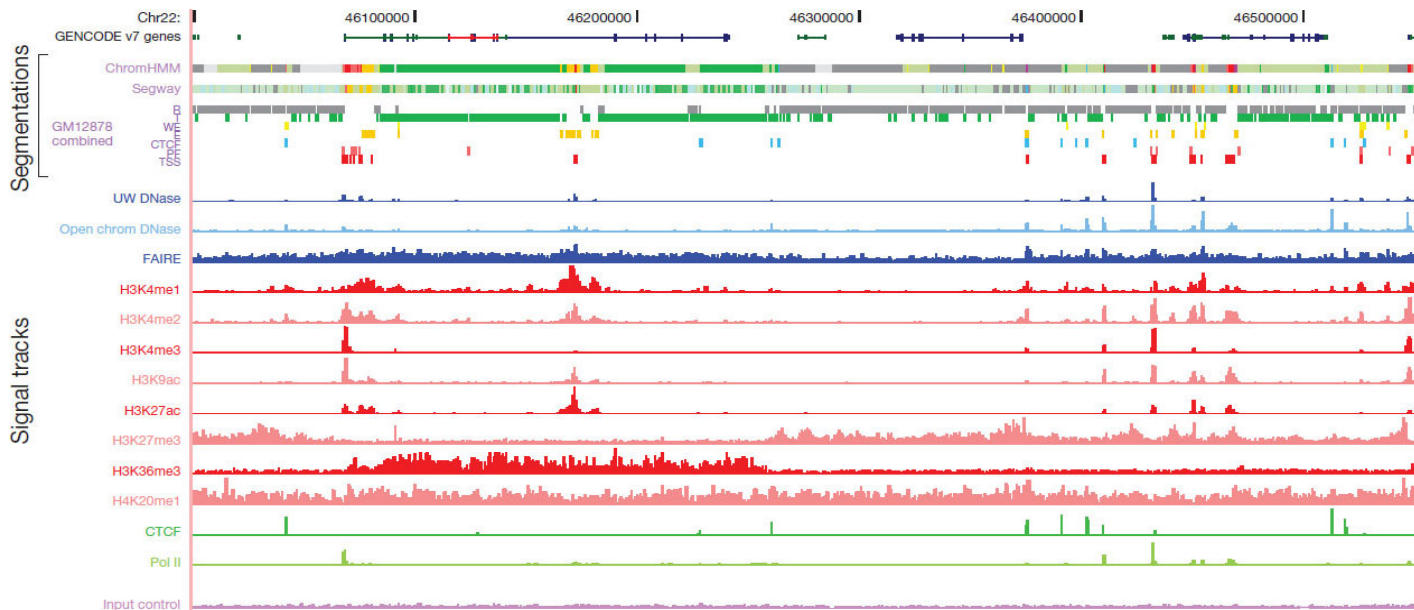 Chr22: 46100000 46200000 46300000 46400000 46500000
GENCODE v7 genes
Segmentations
ChromHMM
Segway
GM12878 combined
R
T
WE
E
CTCF
PF
TSS
Signal tracks
UW DNase
Open chrom DNase
FAIRE
H3K4me1
H3K4me2
H3K4me3
H3K9ac
H3K27ac
H3K27me3
H3K36me3
H4K20me1
CTCF
Pol II
Input control